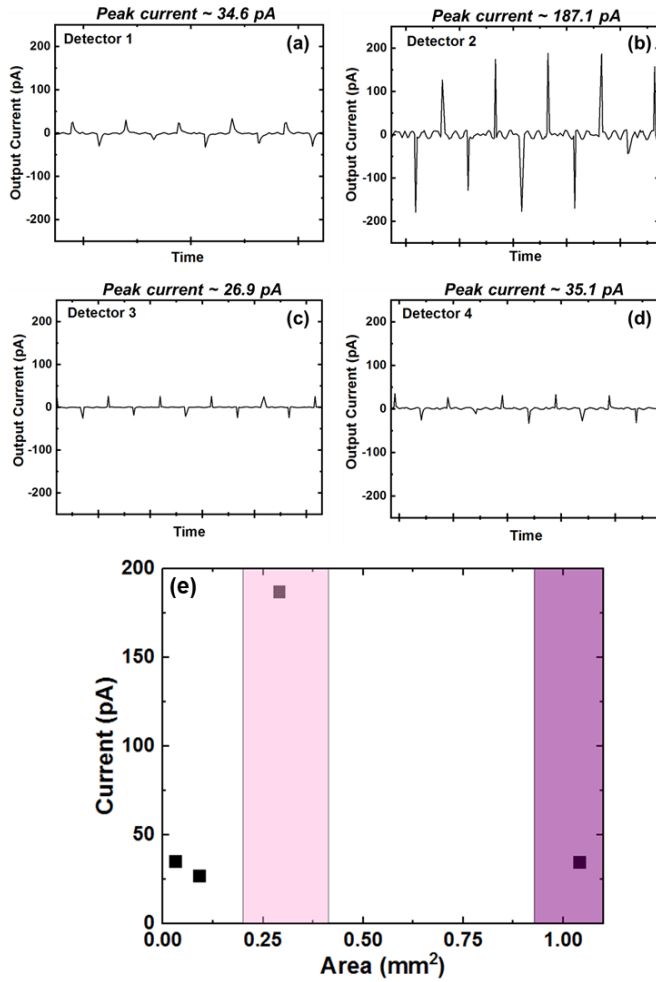 Peak current ~ 34.6 pA
Detector 1
(a)
200
100
0
-100
-200
Output Current (pA)
Time
Peak current ~ 187.1 pA
Detector 2
(b)
200
100
0
-100
-200
Output Current (pA)
Time
Peak current ~ 26.9 pA
Detector 3
(c)
200
100
0
-100
-200
Output Current (pA)
Time
Peak current ~ 35.1 pA
Detector 4
(d)
200
100
0
-100
-200
Output Current (pA)
Time
(e)
200
150
100
50
0
Current (pA)
0.00 0.25 0.50 0.75 1.00
Area (mm²)